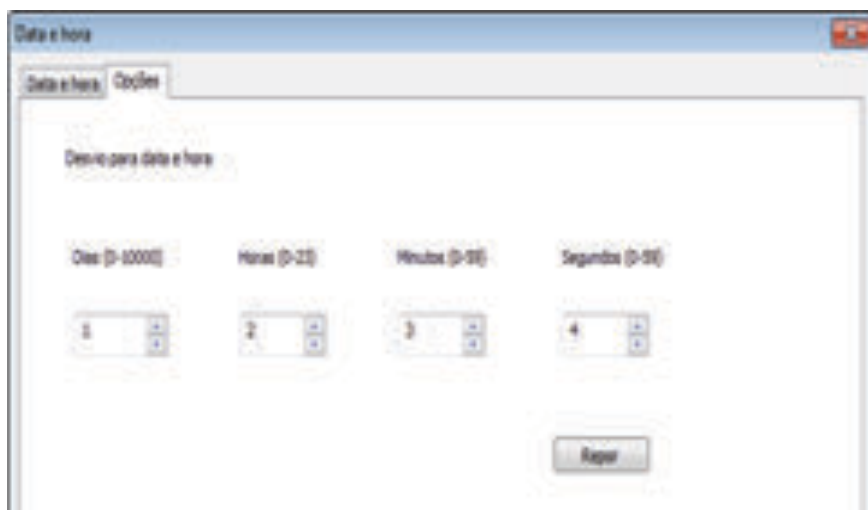 Data e hora
Data e hora Opções
Desvio para data e hora
Dias (0-10000) Horas (0-23) Minutos (0-59) Segundos (0-59)
1 2 3 4
Repor